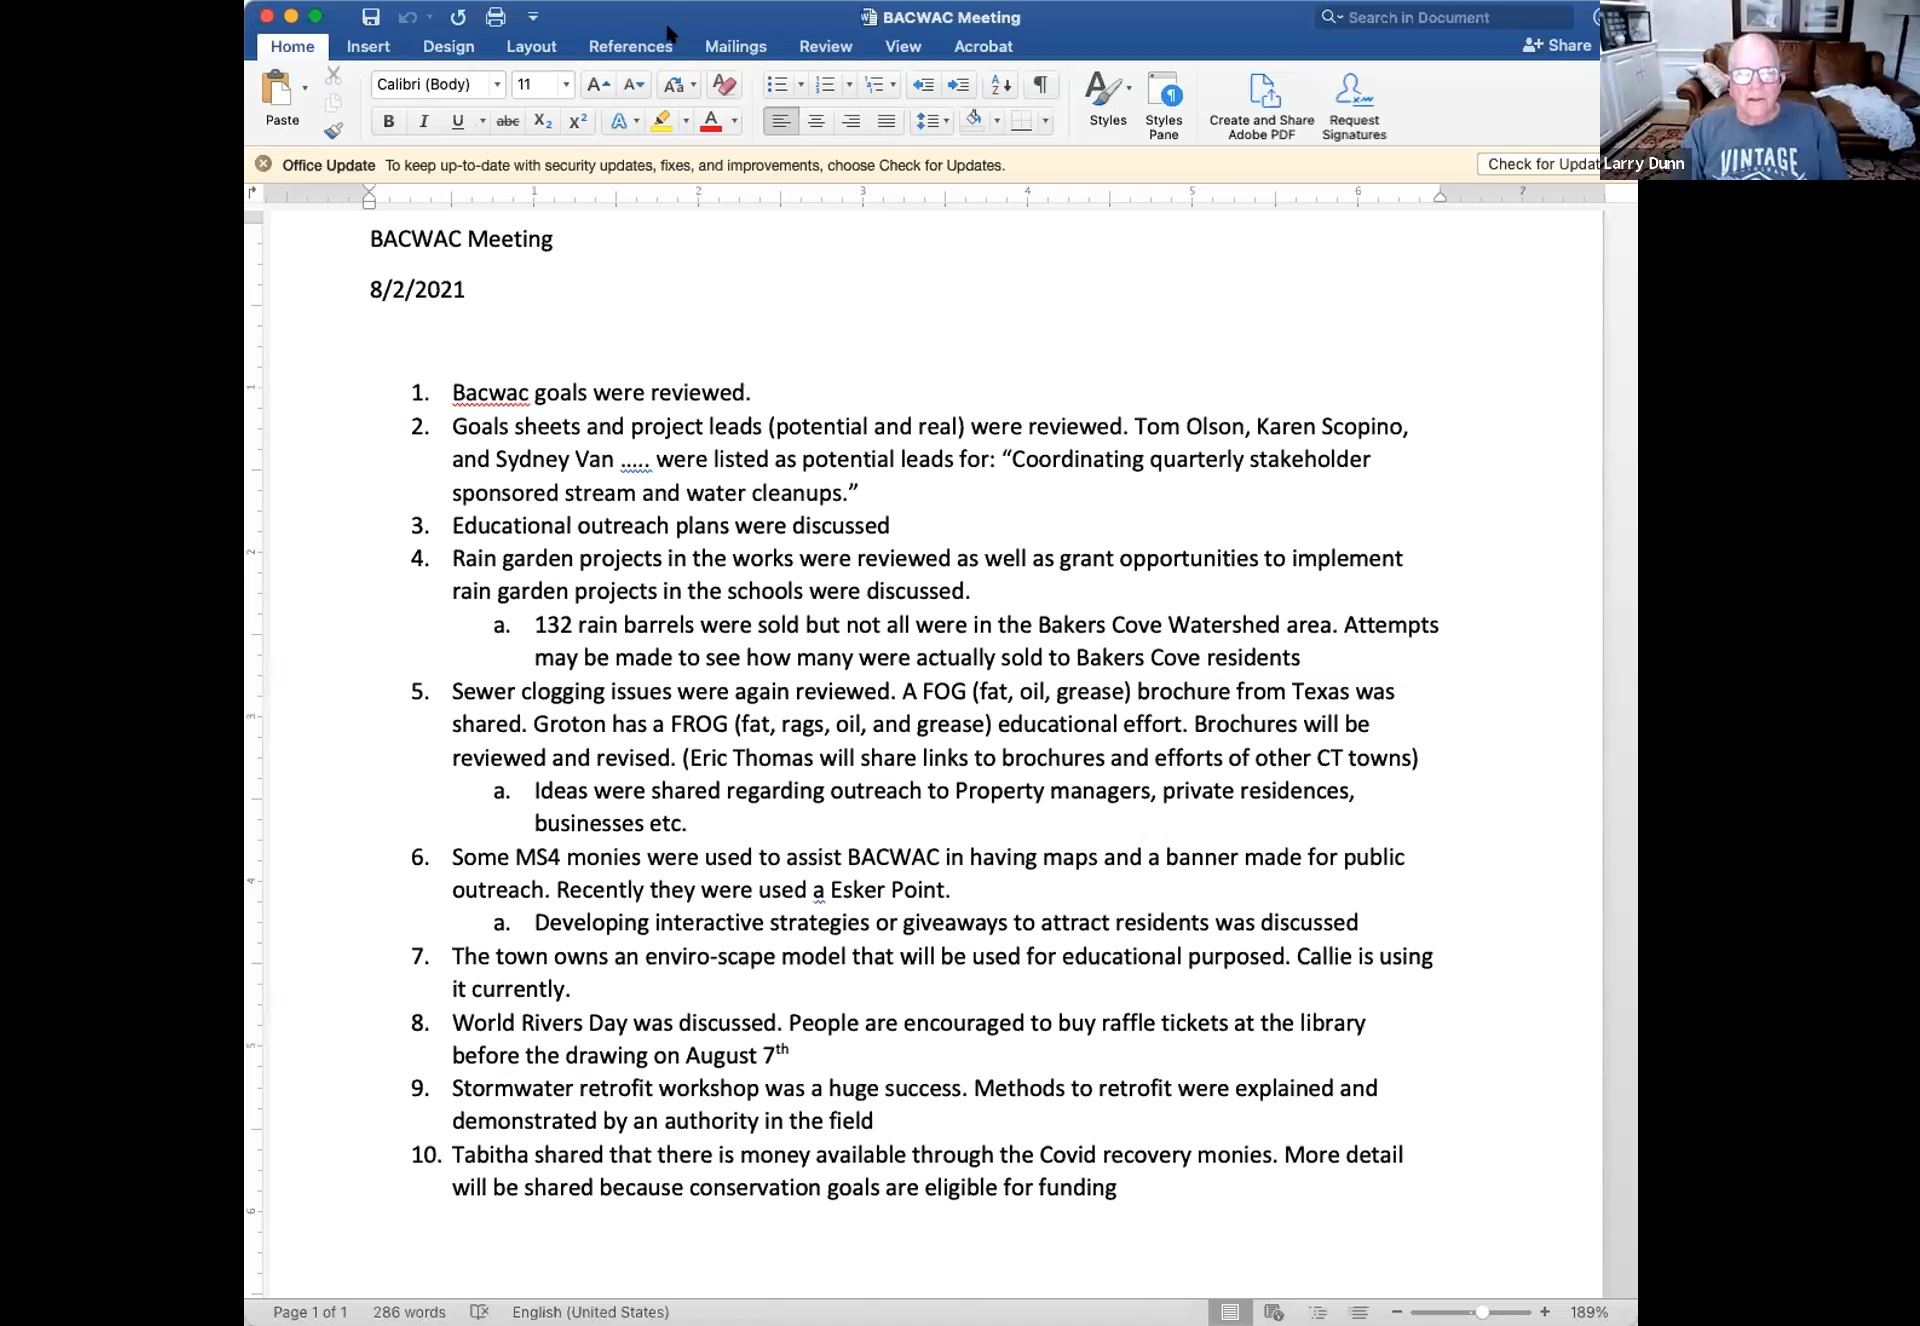 BACWAC Meeting
Search in Document
Home Insert Design Layout References Mailings Review View Acrobat Share
Paste
Calibri (Body) 11
Styles
Styles Pane
Create and Share Adobe PDF
Request Signatures
Office Update To keep up-to-date with security updates, fixes, and improvements, choose Check for Updates.
Larry Dunn
VINTAGE
1 2 3 4 5 6 7
BACWAC Meeting
8/2/2021
1. Bacwac goals were reviewed.
2. Goals sheets and project leads (potential and real) were reviewed. Tom Olson, Karen Scopino,
and Sydney Van ..... were listed as potential leads for: “Coordinating quarterly stakeholder
sponsored stream and water cleanups.”
3. Educational outreach plans were discussed
4. Rain garden projects in the works were reviewed as well as grant opportunities to implement
rain garden projects in the schools were discussed.
a. 132 rain barrels were sold but not all were in the Bakers Cove Watershed area. Attempts
may be made to see how many were actually sold to Bakers Cove residents
5. Sewer clogging issues were again reviewed. A FOG (fat, oil, grease) brochure from Texas was
shared. Groton has a FROG (fat, rags, oil, and grease) educational effort. Brochures will be
reviewed and revised. (Eric Thomas will share links to brochures and efforts of other CT towns)
a. Ideas were shared regarding outreach to Property managers, private residences,
businesses etc.
6. Some MS4 monies were used to assist BACWAC in having maps and a banner made for public
outreach. Recently they were used a Esker Point.
a. Developing interactive strategies or giveaways to attract residents was discussed
7. The town owns an enviro-scape model that will be used for educational purposed. Callie is using
it currently.
8. World Rivers Day was discussed. People are encouraged to buy raffle tickets at the library
before the drawing on August 7th
9. Stormwater retrofit workshop was a huge success. Methods to retrofit were explained and
demonstrated by an authority in the field
10. Tabitha shared that there is money available through the Covid recovery monies. More detail
will be shared because conservation goals are eligible for funding
Page 1 of 1 286 words English (United States) 189%